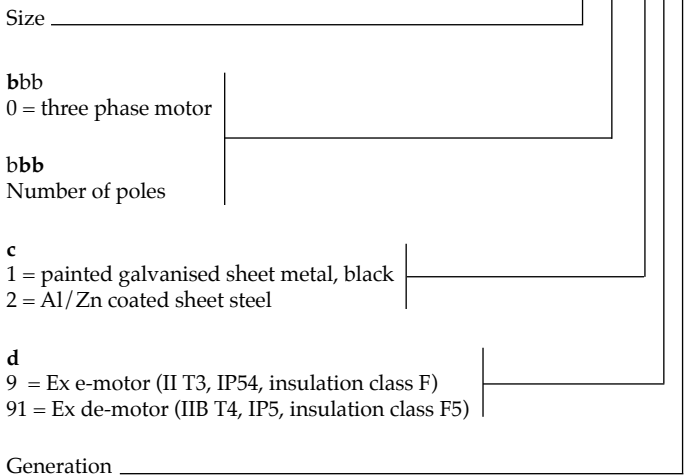 Size
bbb
0 = three phase motor
bbb
Number of poles
c
1 = painted galvanised sheet metal, black
2 = Al/Zn coated sheet steel
d
9 = Ex e-motor (II T3, IP54, insulation class F)
91 = Ex de-motor (IIB T4, IP5, insulation class F5)
Generation